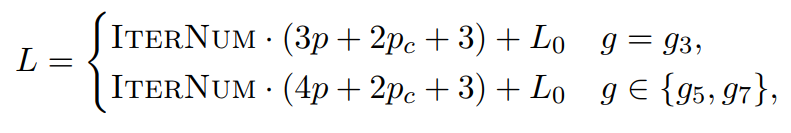 L = { ITERNUM · (3p + 2p_c + 3) + L_0 g = g_3,
ITERNUM · (4p + 2p_c + 3) + L_0 g ∈ {g_5, g_7},